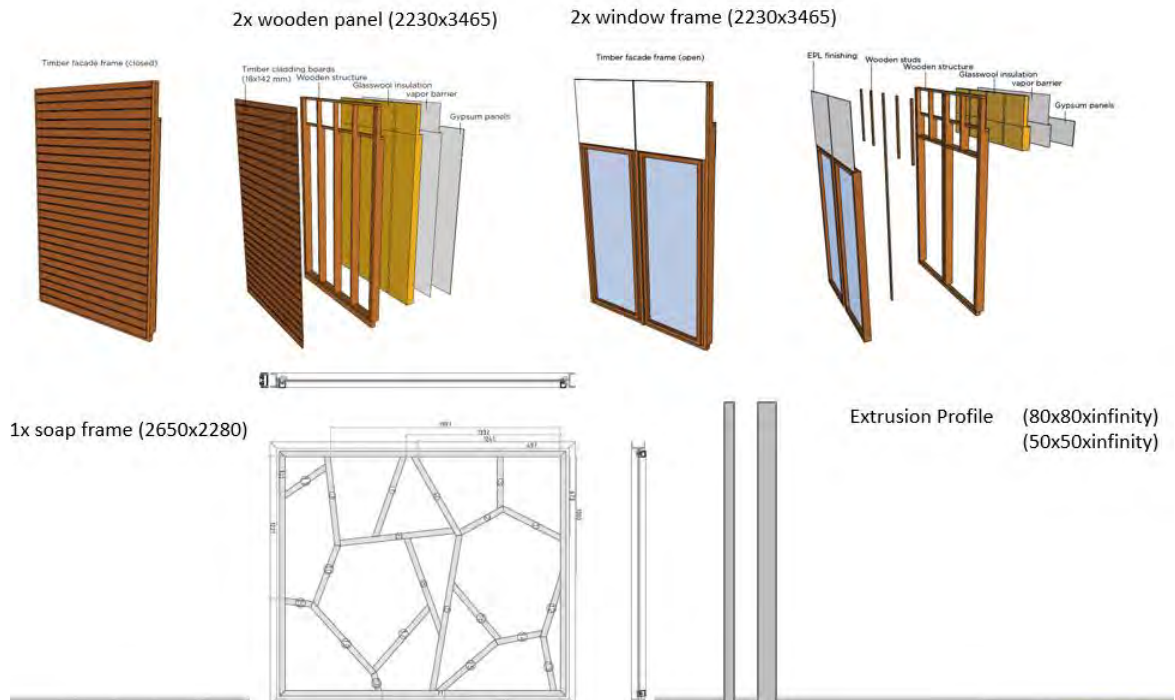 2x wooden panel (2230x3465)
2x window frame (2230x3465)
Timber facade frame (closed)
Timber cladding boards
(18x142 mm)
Wooden structure
Glasswool insulation
vapor barrier
Gypsum panels
Timber facade frame (open)
EPL finishing
Wooden studs
Wooden structure
Glasswool insulation
vapor barrier
Gypsum panels
1x soap frame (2650x2280)
Extrusion Profile (80x80xinfinity)
(50x50xinfinity)